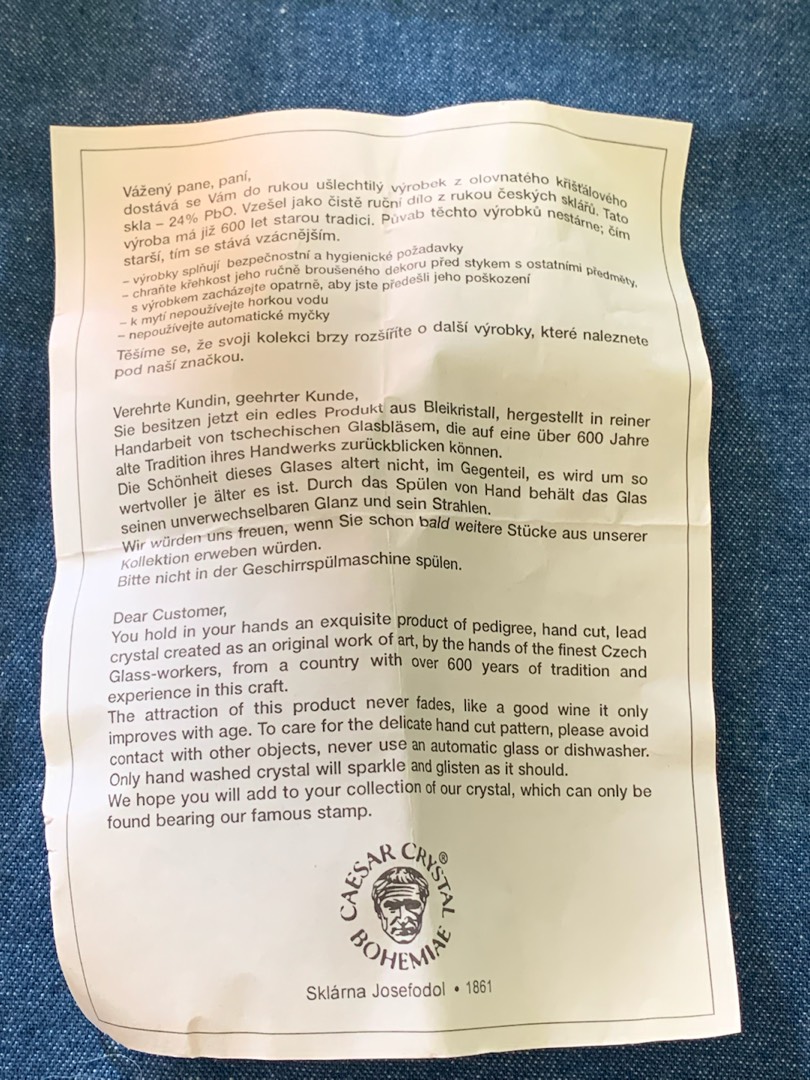 Vážený pane, paní,
dostává se Vám do rukou ušlechtilý výrobek z olovnatého křišťálového
skla – 24% PbO. Vzešel jako čistě ruční dílo z rukou českých sklářů. Tato
výroba má již 600 let starou tradici. Půvab těchto výrobků nestárne; čím
starší, tím se stává vzácnějším.
– výrobky splňují bezpečnostní a hygienické požadavky
– chraňte křehkost jeho ručně broušeného dekoru před stykem s ostatními předměty,
s výrobkem zacházejte opatrně, aby jste předešli jeho poškození
– k mytí nepoužívejte horkou vodu
– nepoužívejte automatické myčky
Těšíme se, že svoji kolekci brzy rozšíříte o další výrobky, které naleznete
pod naší značkou.
Verehrte Kundin, geehrter Kunde,
Sie besitzen jetzt ein edles Produkt aus Bleikristall, hergestellt in reiner
Handarbeit von tschechischen Glasbläsem, die auf eine über 600 Jahre
alte Tradition ihres Handwerks zurückblicken können.
Die Schönheit dieses Glases altert nicht, im Gegenteil, es wird um so
wertvoller je älter es ist. Durch das Spülen von Hand behält das Glas
seinen unverwechselbaren Glanz und sein Strahlen.
Wir würden uns freuen, wenn Sie schon bald weitere Stücke aus unserer
Kollektion erweben würden.
Bitte nicht in der Geschirrspülmaschine spülen.
Dear Customer,
You hold in your hands an exquisite product of pedigree, hand cut, lead
crystal created as an original work of art, by the hands of the finest Czech
Glass-workers, from a country with over 600 years of tradition and
experience in this craft.
The attraction of this product never fades, like a good wine it only
improves with age. To care for the delicate hand cut pattern, please avoid
contact with other objects, never use an automatic glass or dishwasher.
Only hand washed crystal will sparkle and glisten as it should.
We hope you will add to your collection of our crystal, which can only be
found bearing our famous stamp.
CAESAR CRYSTAL®
BOHEMIAE
Sklárna Josefodol • 1861